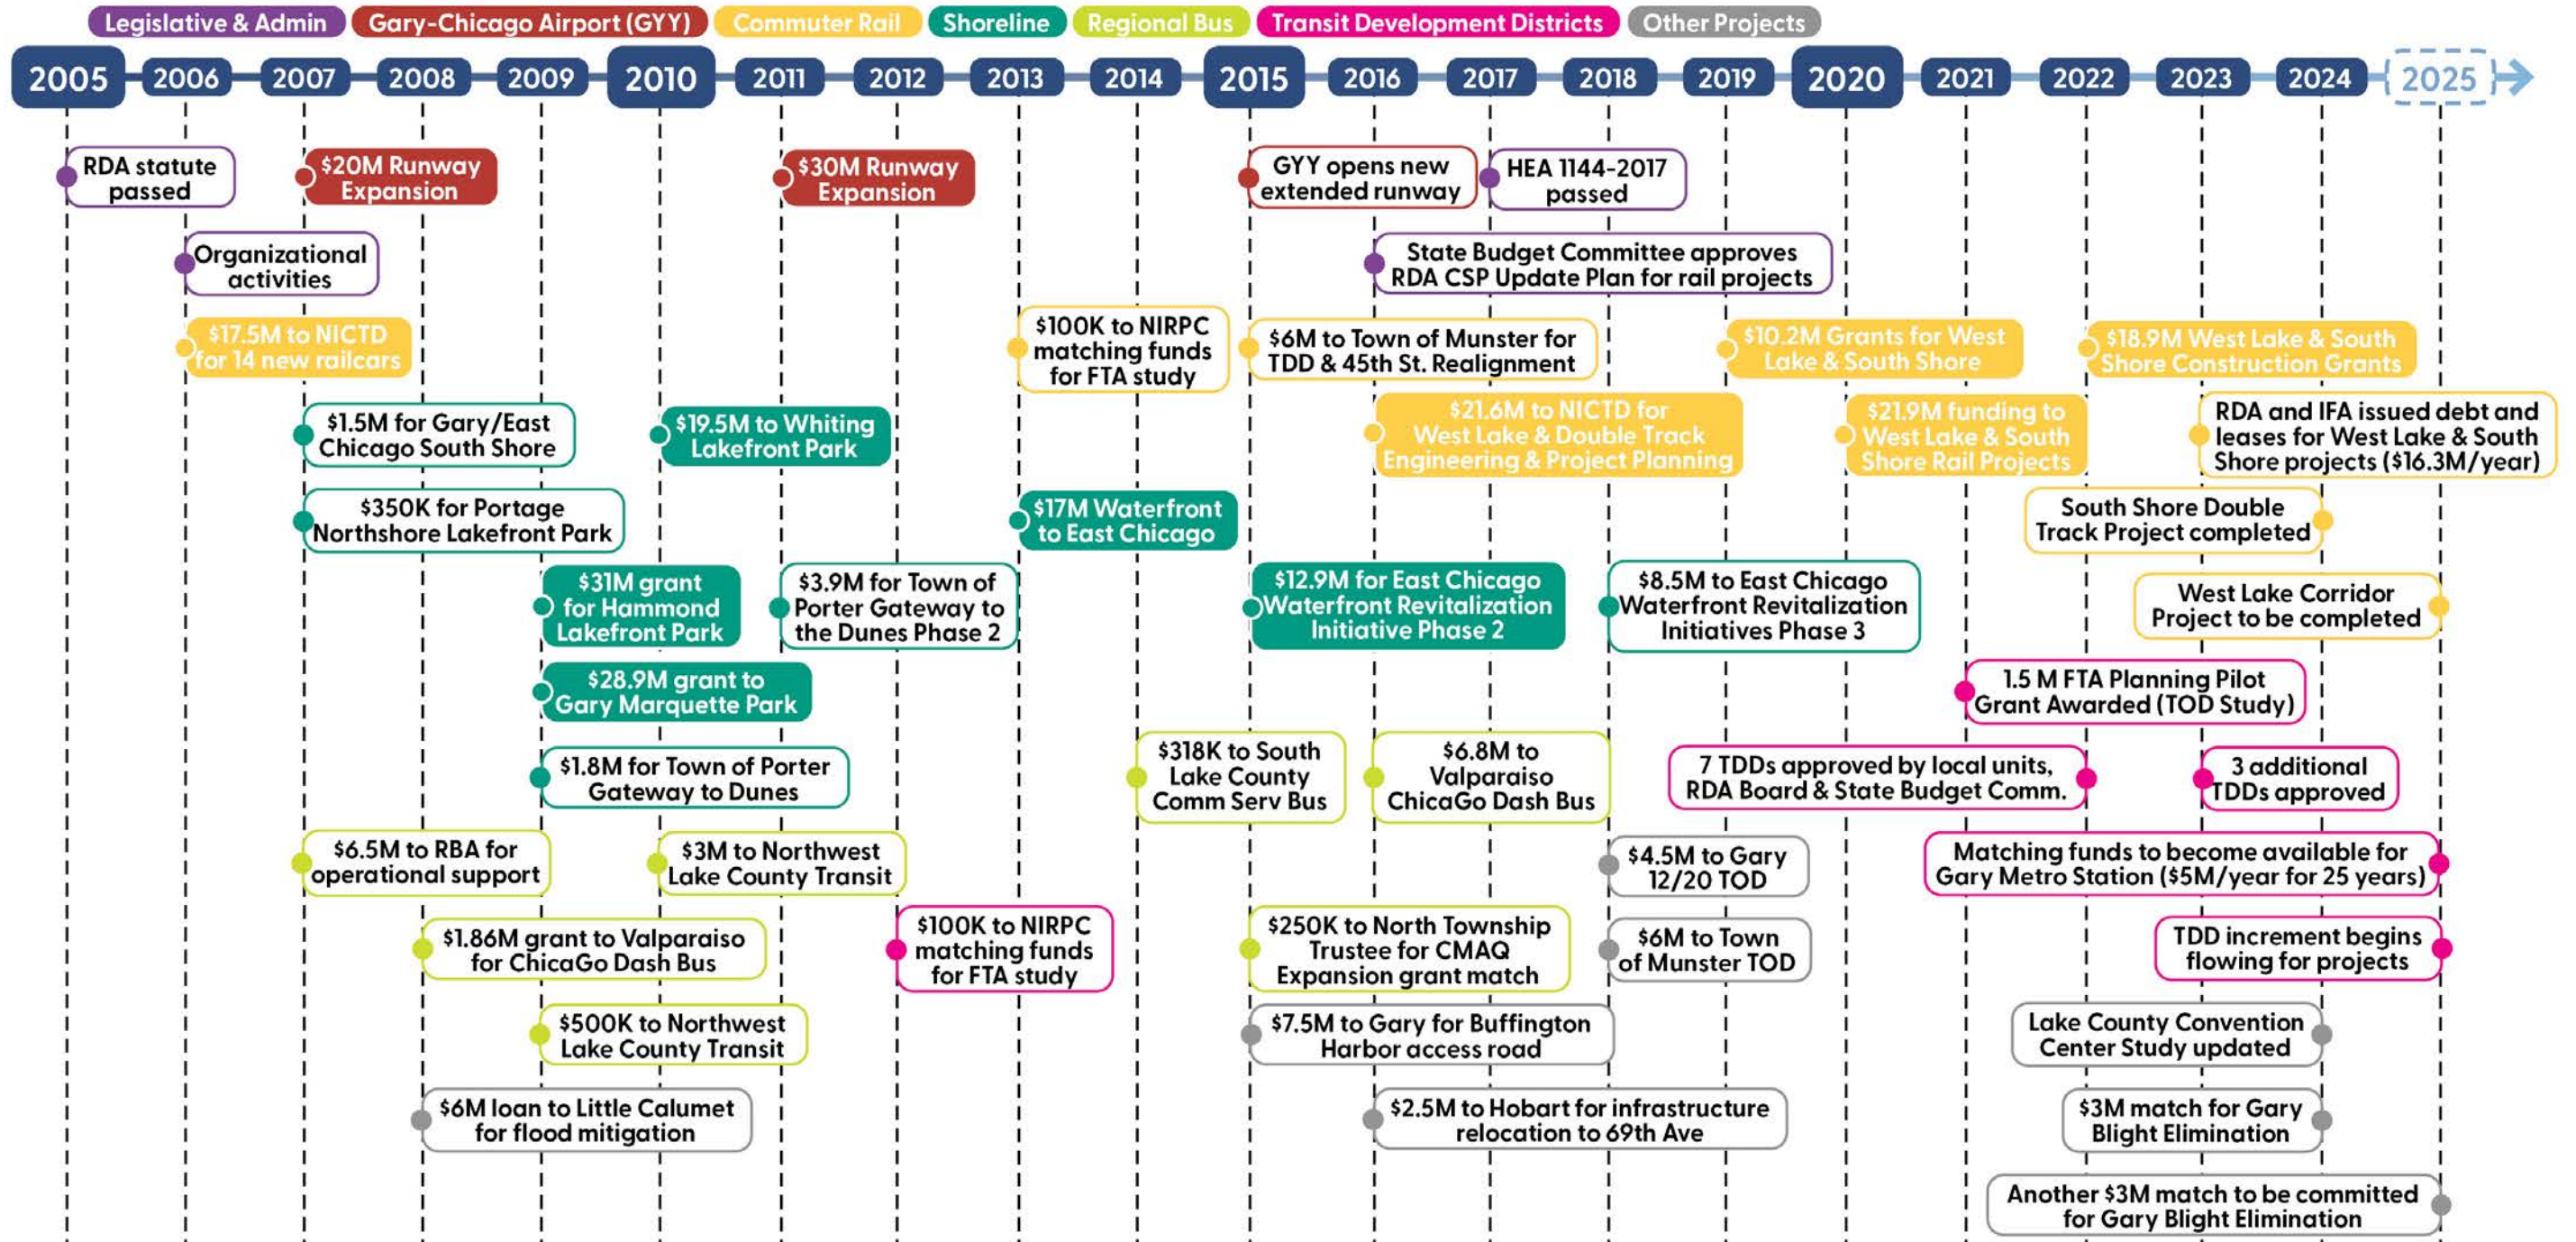 Legislative & Admin
Gary-Chicago Airport (GYY)
Commuter Rail
Shoreline
Regional Bus
Transit Development Districts
Other Projects
2005
2006
2007
2008
2009
2010
2011
2012
2013
2014
2015
2016
2017
2018
2019
2020
2021
2022
2023
2024
2025
RDA statute
passed
$20M Runway
Expansion
$30M Runway
Expansion
GYY opens new
extended runway
HEA 1144-2017
passed
Organizational
activities
State Budget Committee approves
RDA CSP Update Plan for rail projects
$17.5M to NICTD
for 14 new railcars
$100K to NIRPC
matching funds
for FTA study
$6M to Town of Munster for
TDD & 45th St. Realignment
$10.2M Grants for West
Lake & South Shore
$18.9M West Lake & South
Shore Construction Grants
$1.5M for Gary/East
Chicago South Shore
$19.5M to Whiting
Lakefront Park
$21.6M to NICTD for
West Lake & Double Track
Engineering & Project Planning
$21.9M funding to
West Lake & South
Shore Rail Projects
RDA and IFA issued debt and
leases for West Lake & South
Shore projects ($16.3M/year)
$350K for Portage
Northshore Lakefront Park
$17M Waterfront
to East Chicago
South Shore Double
Track Project completed
$31M grant
for Hammond
Lakefront Park
$3.9M for Town of
Porter Gateway to
the Dunes Phase 2
$12.9M for East Chicago
Waterfront Revitalization
Initiative Phase 2
$8.5M to East Chicago
Waterfront Revitalization
Initiatives Phase 3
West Lake Corridor
Project to be completed
$28.9M grant to
Gary Marquette Park
1.5 M FTA Planning Pilot
Grant Awarded (TOD Study)
$1.8M for Town of Porter
Gateway to Dunes
$318K to South
Lake County
Comm Serv Bus
$6.8M to
Valparaiso
ChicaGo Dash Bus
7 TDDs approved by local units,
RDA Board & State Budget Comm.
3 additional
TDDs approved
$6.5M to RBA for
operational support
$3M to Northwest
Lake County Transit
$4.5M to Gary
12/20 TOD
Matching funds to become available for
Gary Metro Station ($5M/year for 25 years)
$1.86M grant to Valparaiso
for ChicaGo Dash Bus
$100K to NIRPC
matching funds
for FTA study
$250K to North Township
Trustee for CMAQ
Expansion grant match
$6M to Town
of Munster TOD
TDD increment begins
flowing for projects
$500K to Northwest
Lake County Transit
$7.5M to Gary for Buffington
Harbor access road
Lake County Convention
Center Study updated
$6M loan to Little Calumet
for flood mitigation
$2.5M to Hobart for infrastructure
relocation to 69th Ave
$3M match for Gary
Blight Elimination
Another $3M match to be committed
for Gary Blight Elimination